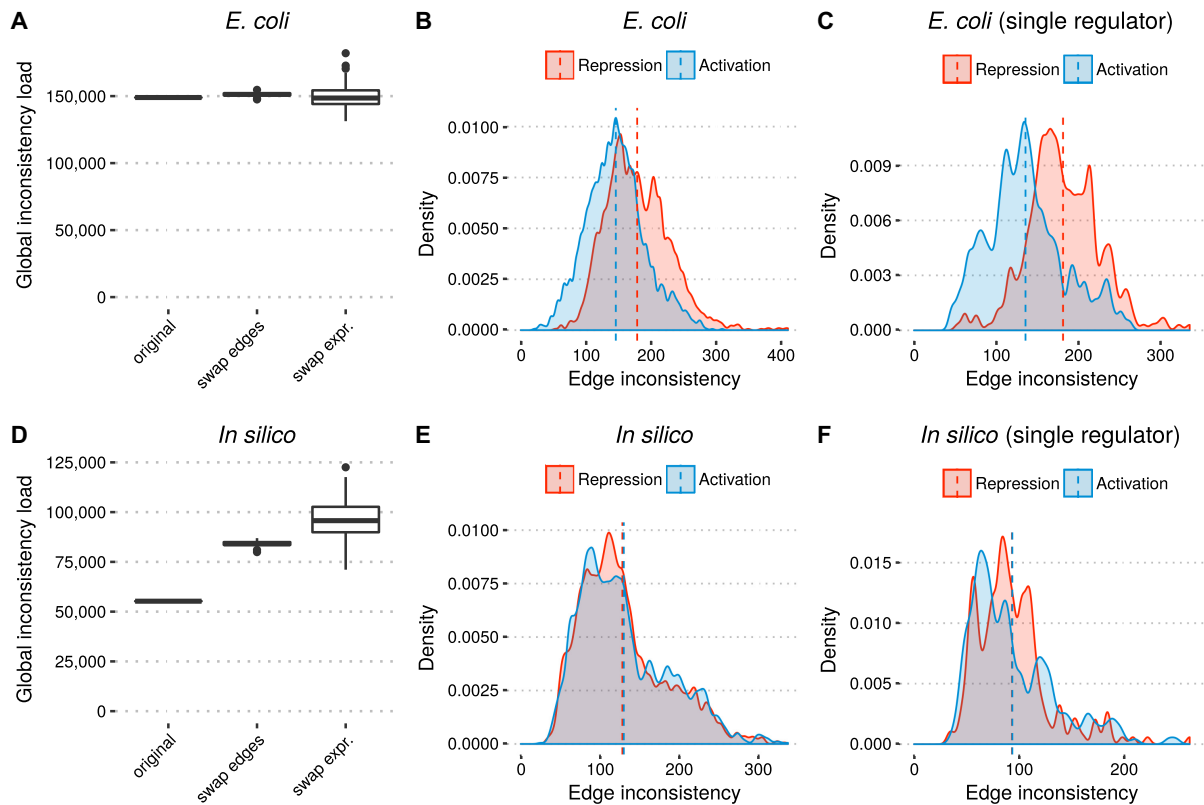 A
E. coli
Global inconsistency load
150,000
100,000
50,000
0
original
swap edges
swap expr.
B
E. coli
Repression
Activation
Density
0.0100
0.0075
0.0050
0.0025
0.0000
0
100
200
300
400
Edge inconsistency
C
E. coli (single regulator)
Repression
Activation
Density
0.009
0.006
0.003
0.000
0
100
200
300
Edge inconsistency
D
In silico
Global inconsistency load
125,000
100,000
75,000
50,000
25,000
0
original
swap edges
swap expr.
E
In silico
Repression
Activation
Density
0.0100
0.0075
0.0050
0.0025
0.0000
0
100
200
300
Edge inconsistency
F
In silico (single regulator)
Repression
Activation
Density
0.015
0.010
0.005
0.000
0
100
200
Edge inconsistency